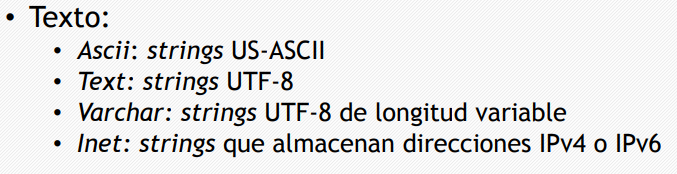 • Texto:
• Ascii: strings US-ASCII
• Text: strings UTF-8
• Varchar: strings UTF-8 de longitud variable
• Inet: strings que almacenan direcciones IPv4 o IPv6